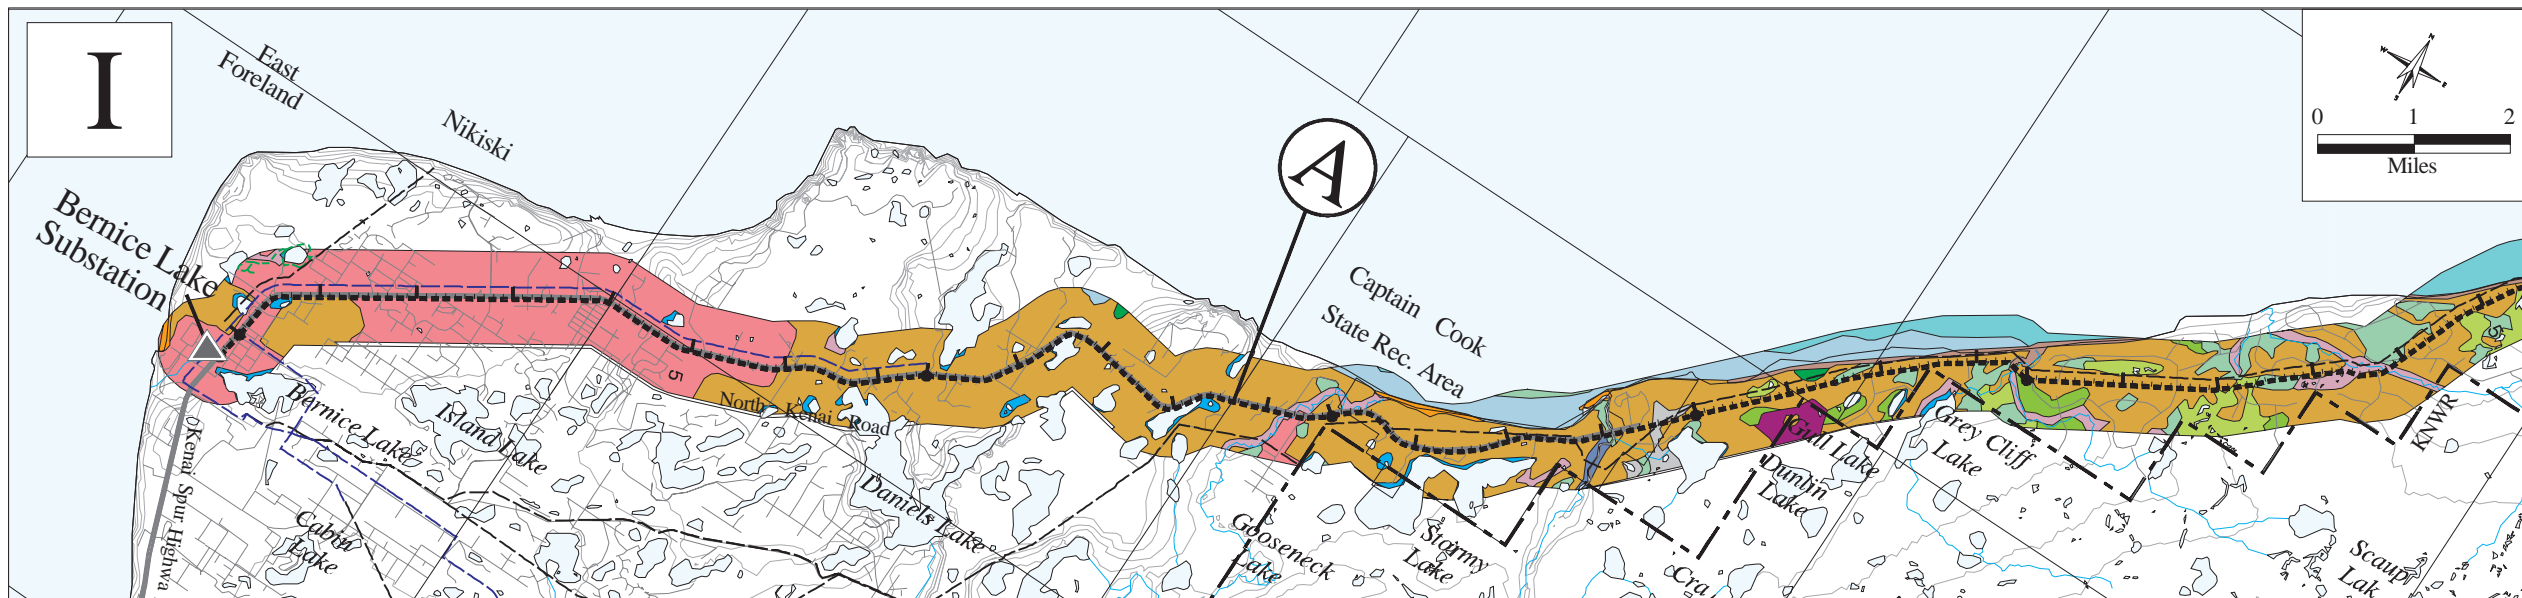 I
East
Foreland
Nikiski
A
N
W
E
S
0 1 2
Miles
Bernice Lake
Substation
Captain Cook
State Rec. Area
5
North Kenai Road
Bernice Lake
Island Lake
Cabin
Lake
Kenai Spur Highwa
Daniels Lake
Gooseneck
Lake
Stormy
Lake
Cra
Gull Lake
Dunlin
Lake
Grey Cliff
Lake
KNWR
5
Scaup
Lak